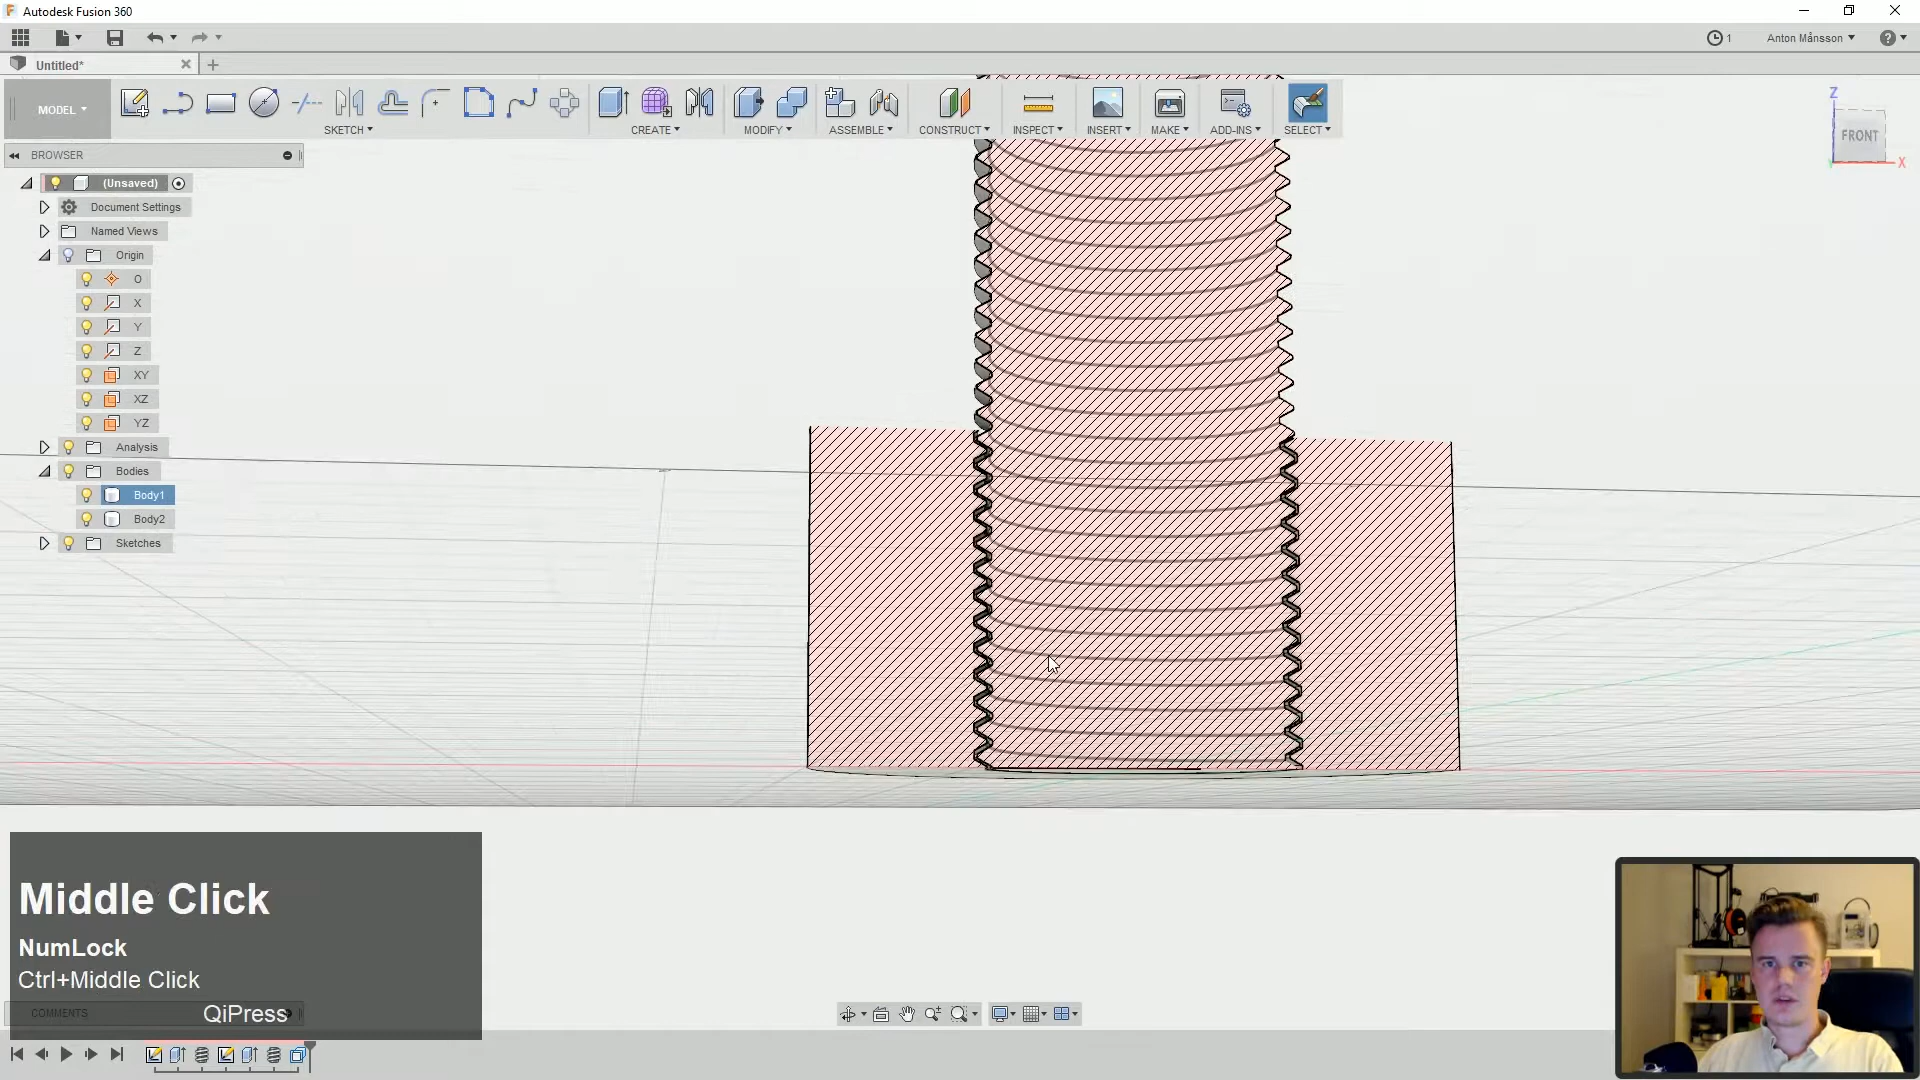 Autodesk Fusion 360
1
Anton Månsson
Untitled*
MODEL
SKETCH
CREATE
MODIFY
ASSEMBLE
CONSTRUCT
INSPECT
INSERT
MAKE
ADD-INS
SELECT
Z
FRONT
X
BROWSER
(Unsaved)
Document Settings
Named Views
Origin
O
X
Y
Z
XY
XZ
YZ
Analysis
Bodies
Body1
Body2
Sketches
Middle Click
NumLock
Ctrl+Middle Click
COMMENTS
QiPress